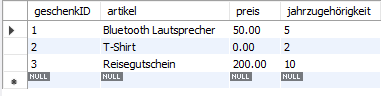 geschenkID artikel preis jahrzugehörigkeit
1 Bluetooth Lautsprecher 50.00 5
2 T-Shirt 0.00 2
3 Reisegutschein 200.00 10
NULL NULL NULL NULL